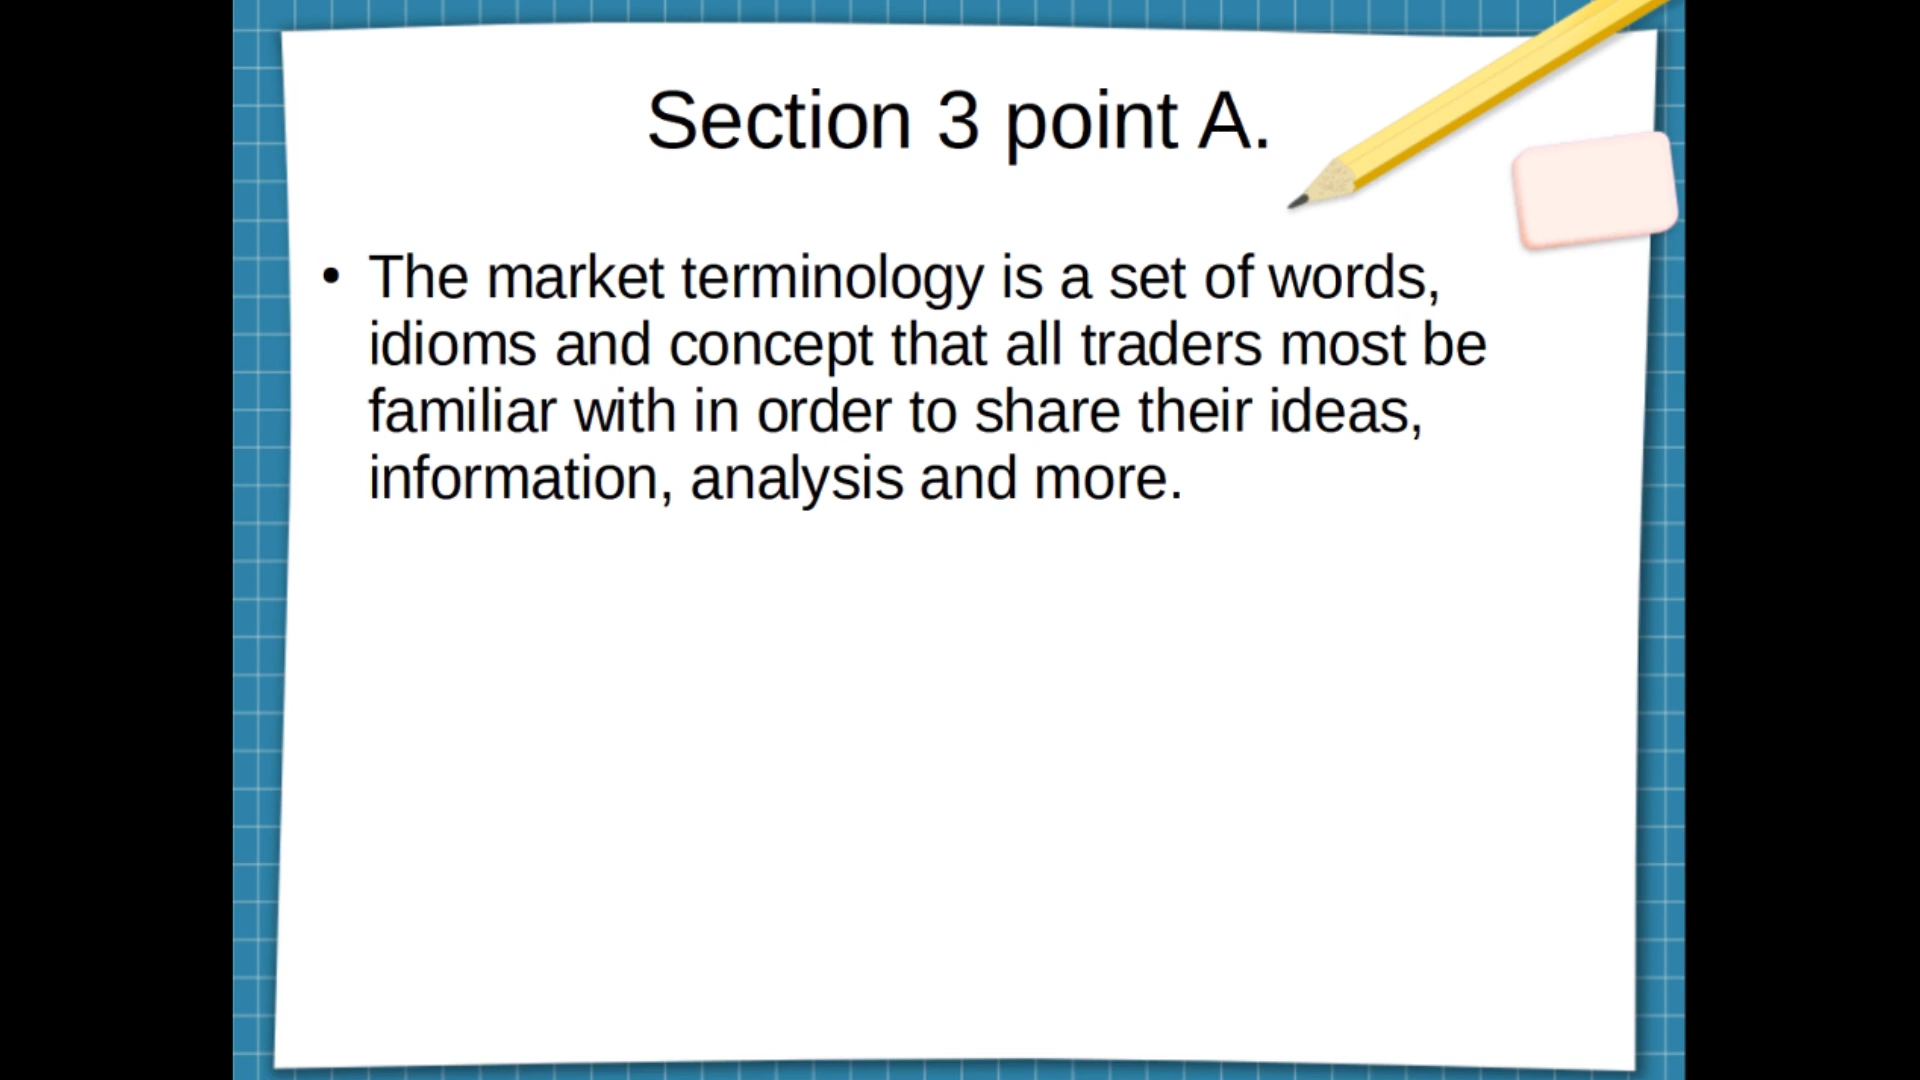 Section 3 point A.
• The market terminology is a set of words,
idioms and concept that all traders most be
familiar with in order to share their ideas,
information, analysis and more.